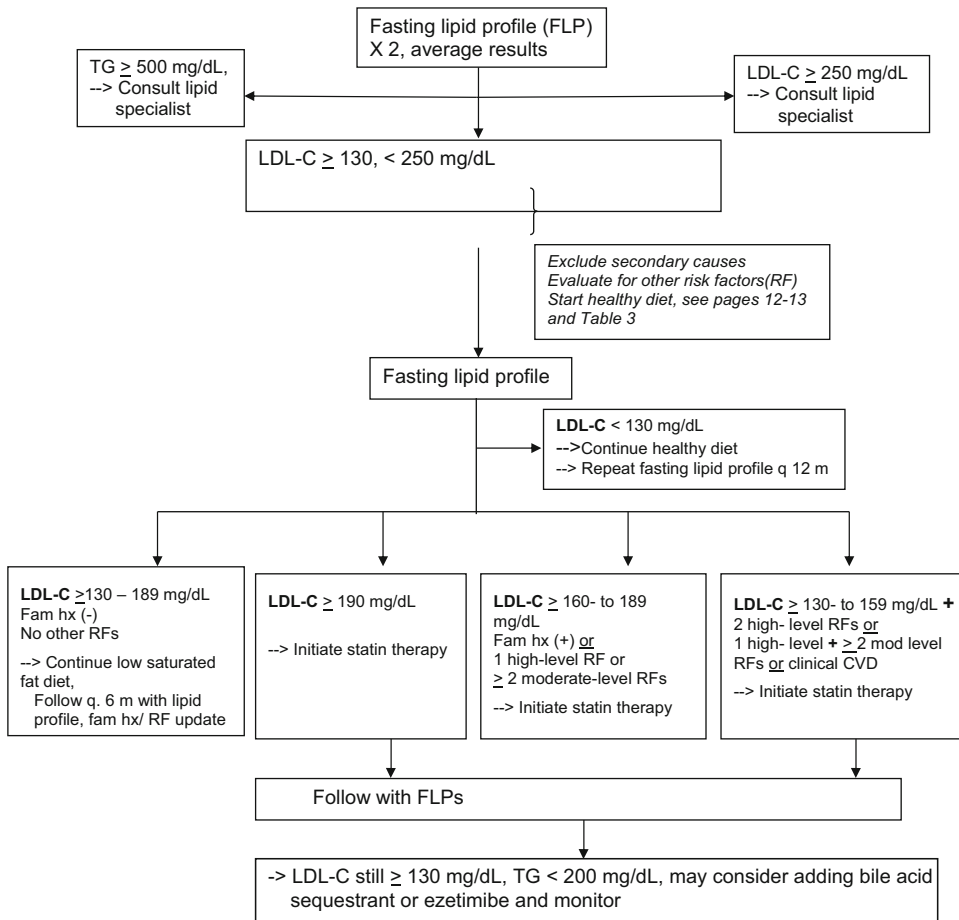 Fasting lipid profile (FLP)
X 2, average results
TG ≥ 500 mg/dL,
--> Consult lipid
specialist
LDL-C ≥ 250 mg/dL
--> Consult lipid
specialist
LDL-C ≥ 130, < 250 mg/dL
Exclude secondary causes
Evaluate for other risk factors(RF)
Start healthy diet, see pages 12-13
and Table 3
Fasting lipid profile
LDL-C < 130 mg/dL
-->Continue healthy diet
--> Repeat fasting lipid profile q 12 m
LDL-C ≥130 – 189 mg/dL
Fam hx (-)
No other RFs
--> Continue low saturated
fat diet,
Follow q. 6 m with lipid
profile, fam hx/ RF update
LDL-C ≥ 190 mg/dL
--> Initiate statin therapy
LDL-C ≥ 160- to 189
mg/dL
Fam hx (+) or
1 high-level RF or
≥ 2 moderate-level RFs
--> Initiate statin therapy
LDL-C ≥ 130- to 159 mg/dL +
2 high- level RFs or
1 high- level + ≥ 2 mod level
RFs or clinical CVD
--> Initiate statin therapy
Follow with FLPs
-> LDL-C still ≥ 130 mg/dL, TG < 200 mg/dL, may consider adding bile acid
sequestrant or ezetimibe and monitor